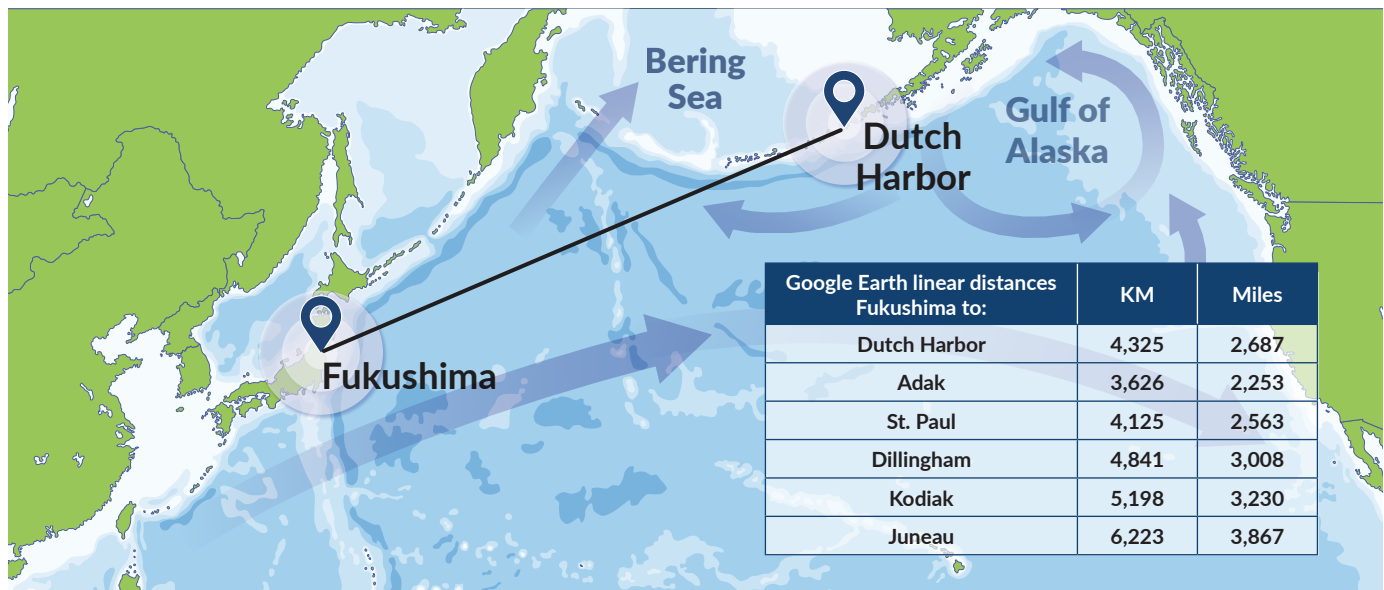 Bering
Sea
Gulf of
Alaska
Dutch
Harbor
Fukushima
Google Earth linear distances
Fukushima to:
KM
Miles
Dutch Harbor 4,325 2,687
Adak 3,626 2,253
St. Paul 4,125 2,563
Dillingham 4,841 3,008
Kodiak 5,198 3,230
Juneau 6,223 3,867